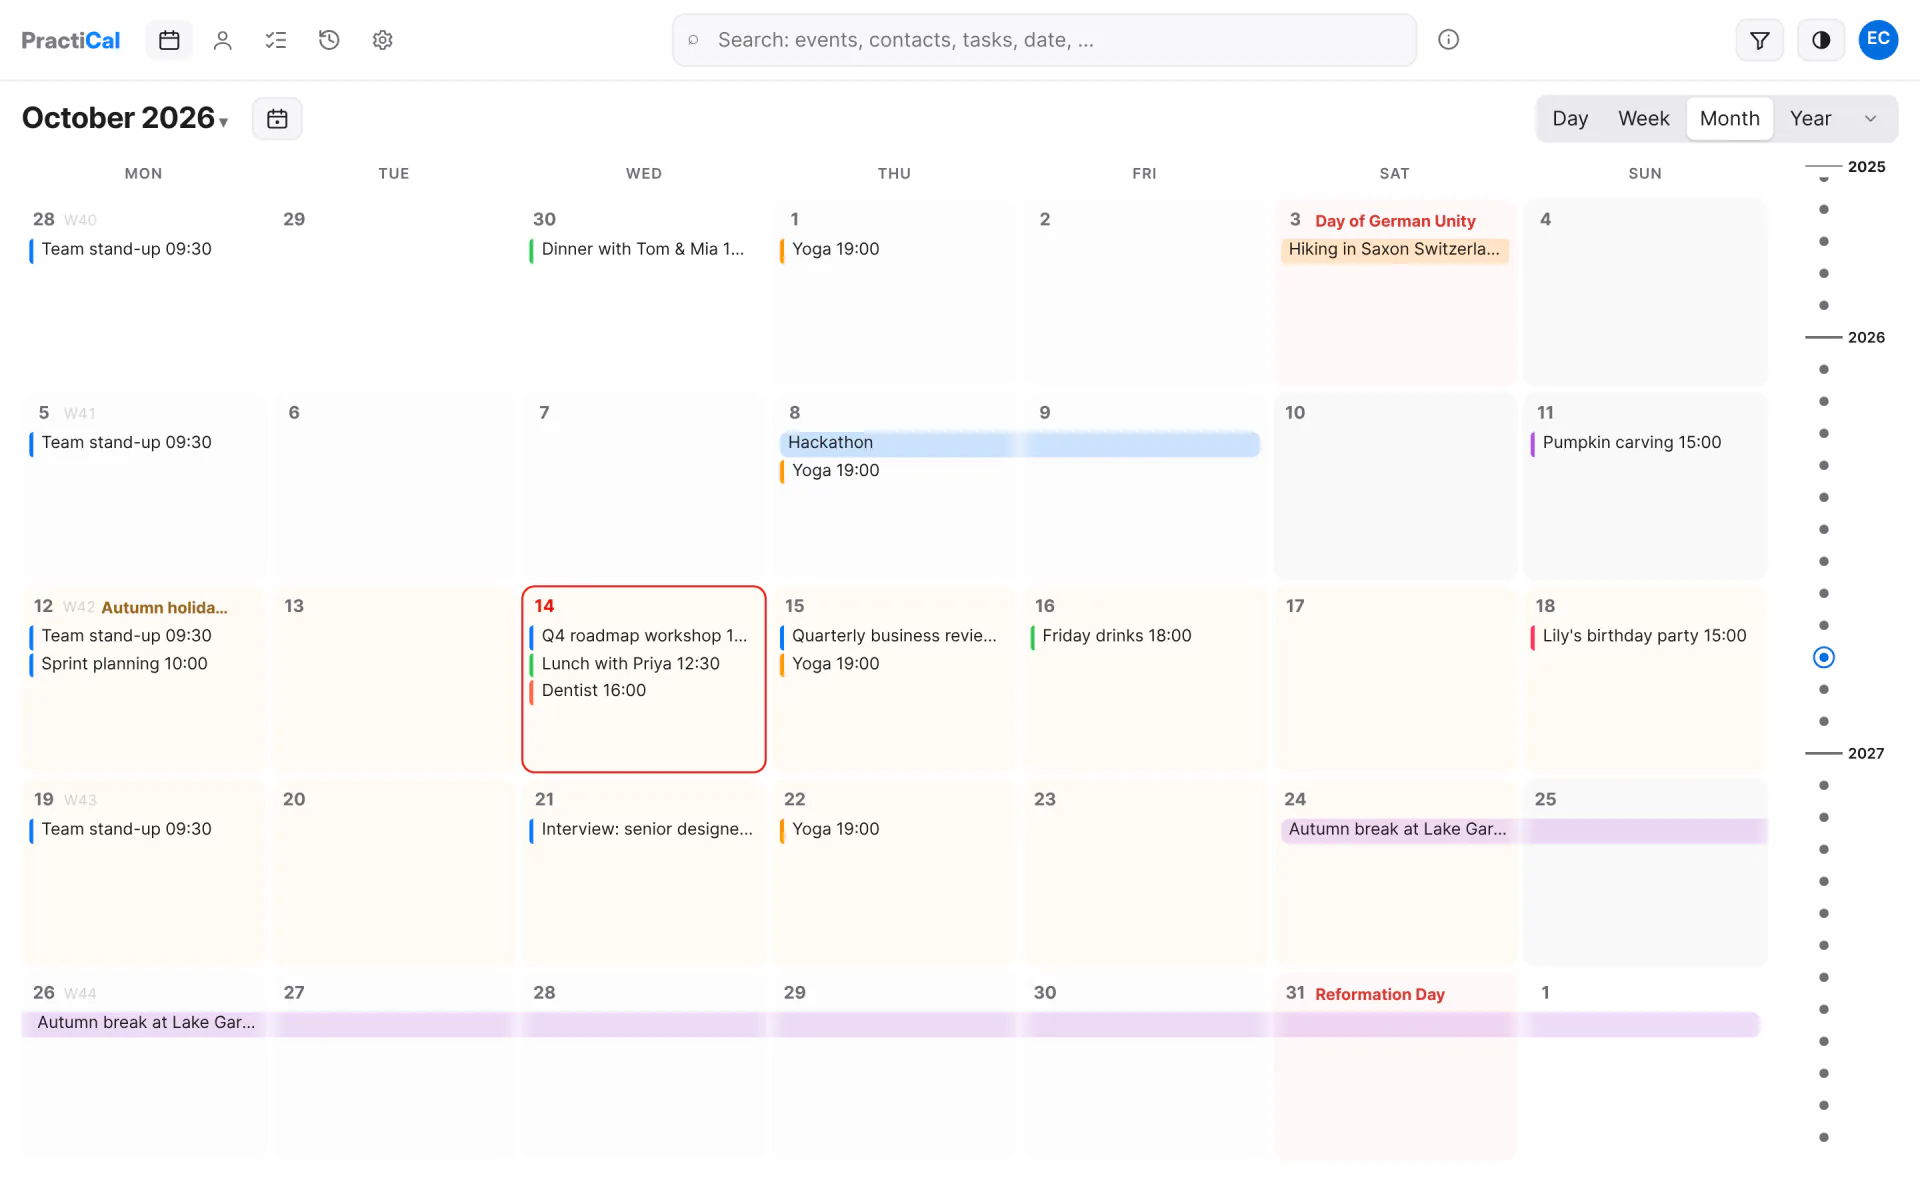 PractiCal
Search: events, contacts, tasks, date, ...
EC
October 2026
Day Week Month Year
MON TUE WED THU FRI SAT SUN
28 W40
Team stand-up 09:30
29
30
Dinner with Tom & Mia 1...
1
Yoga 19:00
2
3 Day of German Unity
Hiking in Saxon Switzerla...
4
5 W41
Team stand-up 09:30
6
7
8
Hackathon
Yoga 19:00
9
10
11
Pumpkin carving 15:00
12 W42 Autumn holida...
Team stand-up 09:30
Sprint planning 10:00
13
14
Q4 roadmap workshop 1...
Lunch with Priya 12:30
Dentist 16:00
15
Quarterly business revie...
Yoga 19:00
16
Friday drinks 18:00
17
18
Lily's birthday party 15:00
19 W43
Team stand-up 09:30
20
21
Interview: senior designe...
22
Yoga 19:00
23
24
Autumn break at Lake Gar...
25
26 W44
Autumn break at Lake Gar...
27
28
29
30
31 Reformation Day
1
2025
2026
2027